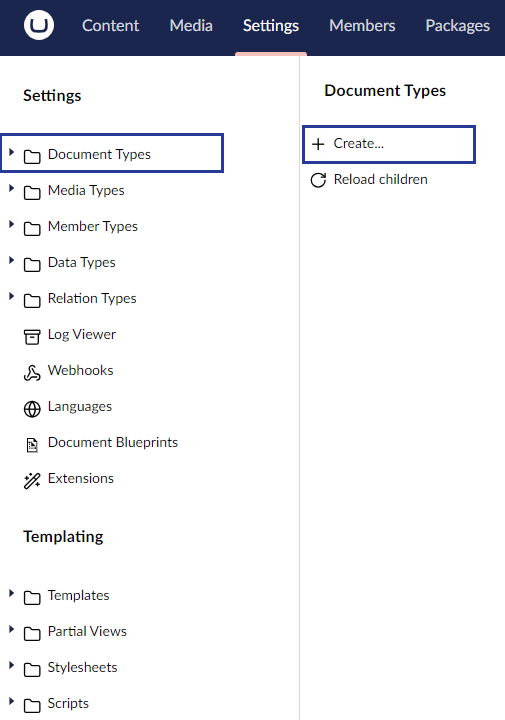 Content Media Settings Members Packages
Settings
Document Types
Media Types
Member Types
Data Types
Relation Types
Log Viewer
Webhooks
Languages
Document Blueprints
Extensions
Templating
Templates
Partial Views
Stylesheets
Scripts
Document Types
Create...
Reload children